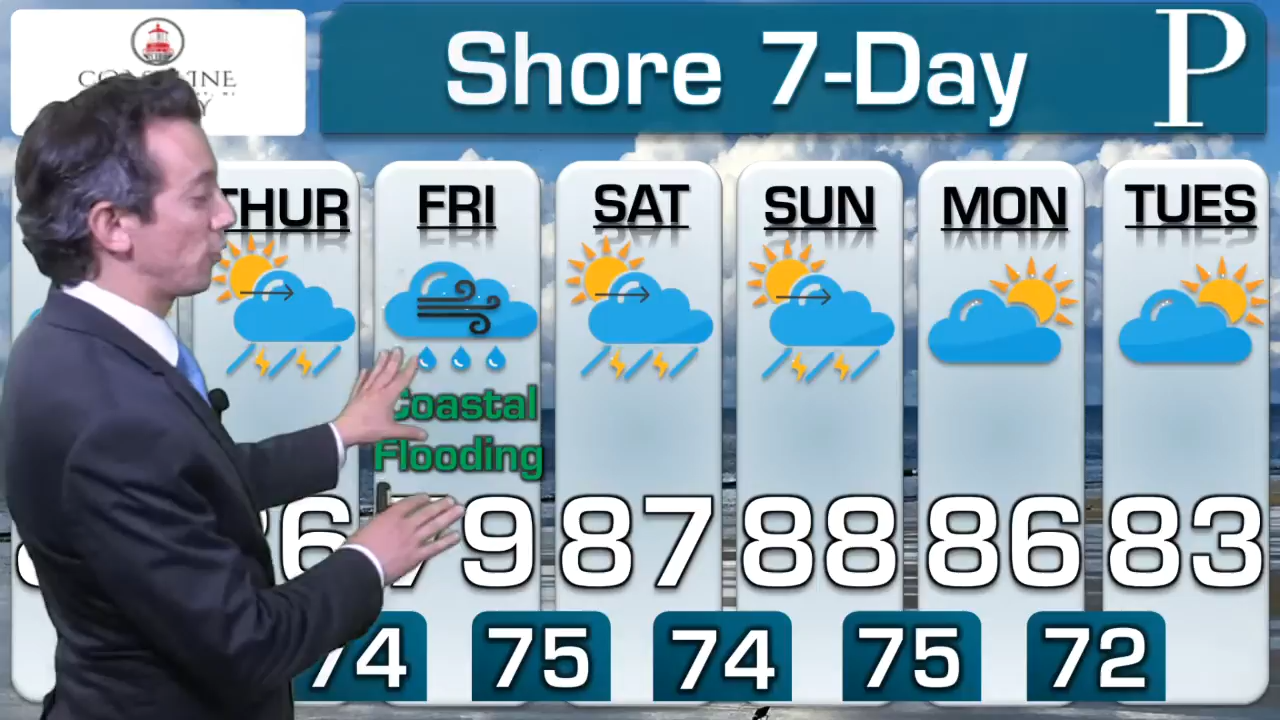 Shore 7-Day
P
THUR
FRI
SAT
SUN
MON
TUES
Coastal
Flooding
79
87
88
86
83
74
75
74
75
72